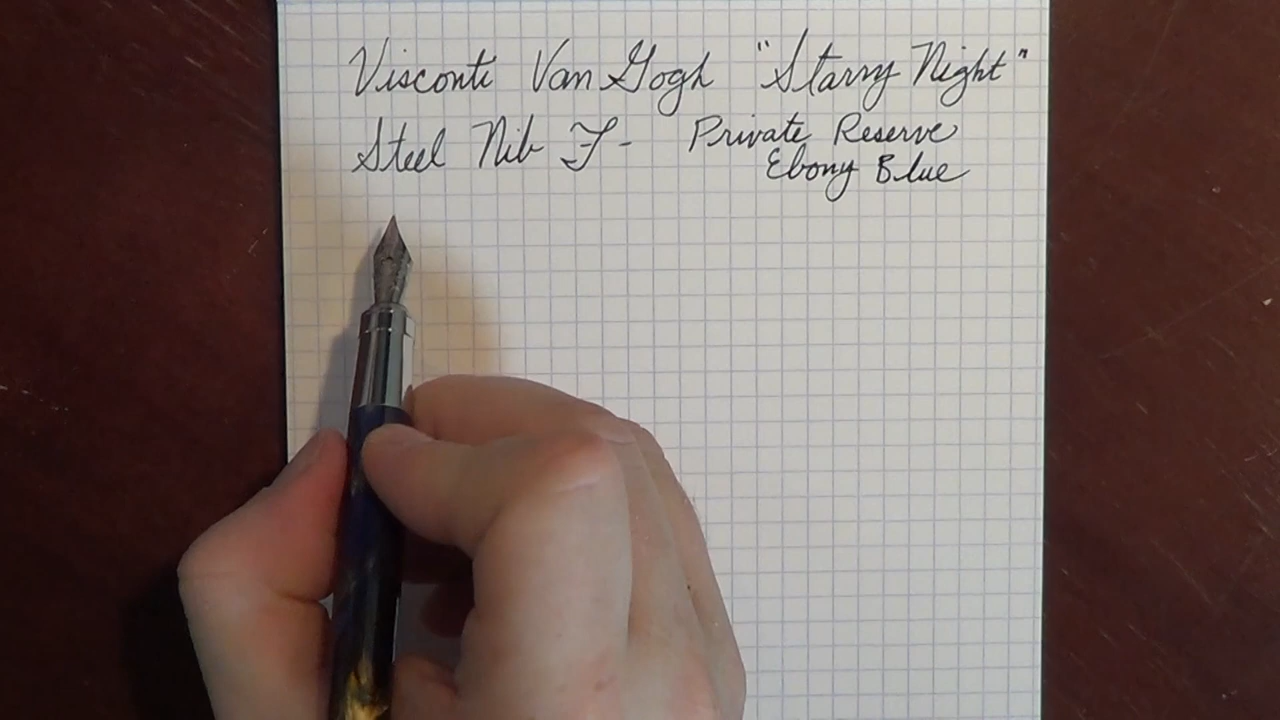 Visconti Van Gogh "Starry Night"
Steel Nib F- Private Reserve
Ebony Blue